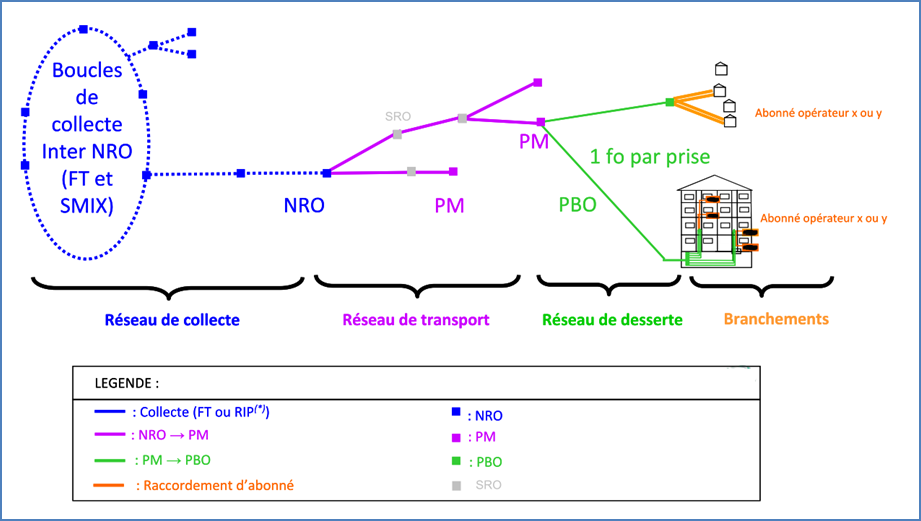 Boucles
de
collecte
Inter NRO
(FT et
SMIX)
SRO
NRO
PM
PM
PBO
1 fo par prise
Abonné opérateur x ou y
Abonné opérateur x ou y
Réseau de collecte
Réseau de transport
Réseau de desserte
Branchements
LEGENDE :
: Collecte (FT ou RIP(*))
: NRO
: NRO → PM
: PM
: PM → PBO
: PBO
: Raccordement d'abonné
SRO